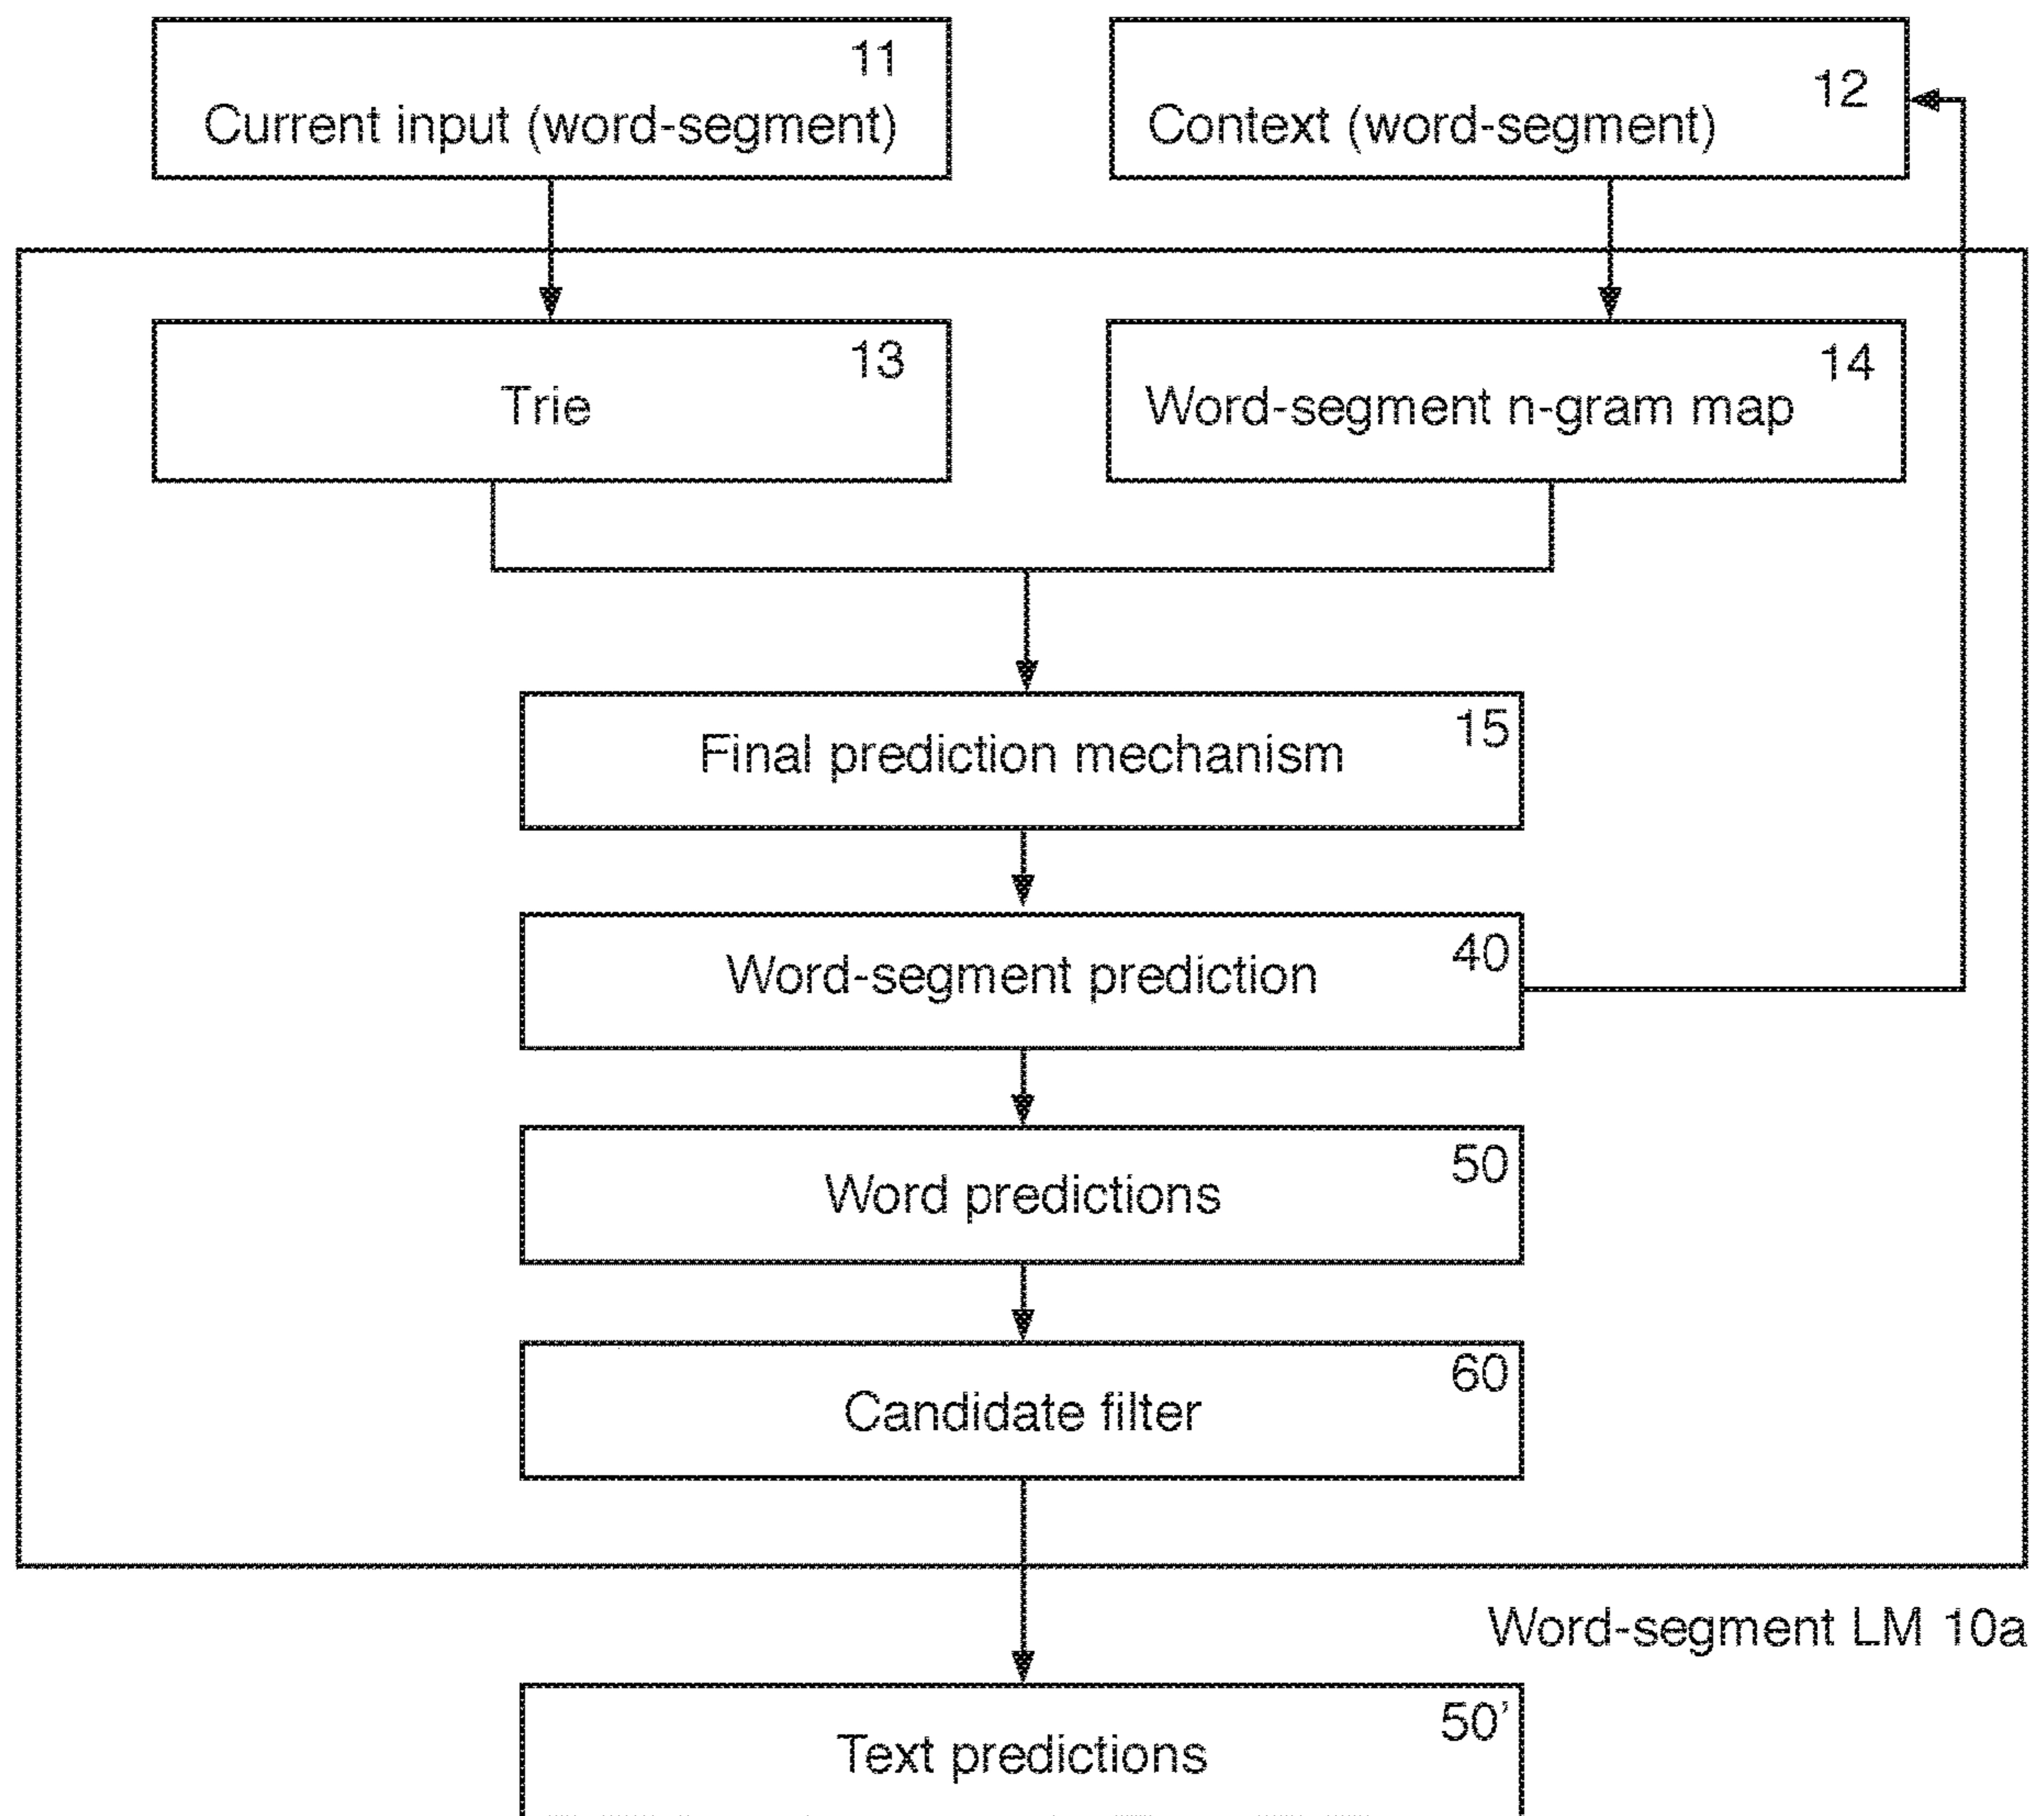 11
Current input (word-segment)
12
Context (word-segment)
13
Trie
14
Word-segment n-gram map
15
Final prediction mechanism
40
Word-segment prediction
50
Word predictions
60
Candidate filter
Word-segment LM 10a
50’
Text predictions